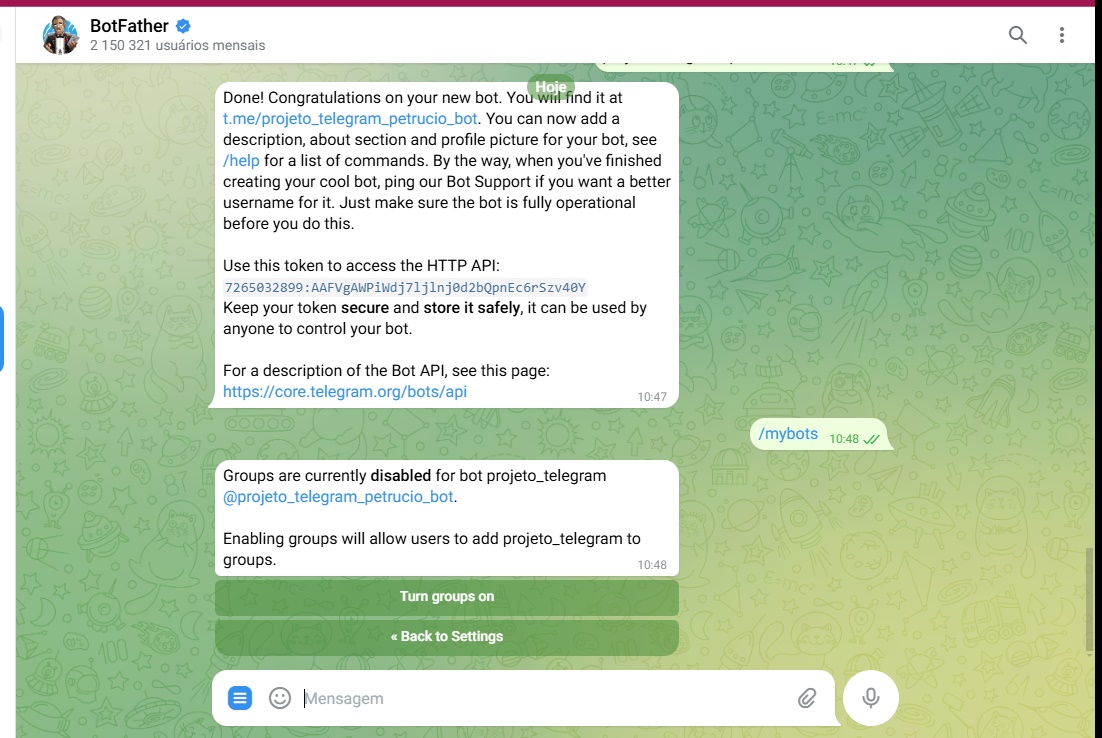 BotFather
2 150 321 usuários mensais
Hoje
Done! Congratulations on your new bot. You will find it at
t.me/projeto_telegram_petrucio_bot. You can now add a
description, about section and profile picture for your bot, see
/help for a list of commands. By the way, when you've finished
creating your cool bot, ping our Bot Support if you want a better
username for it. Just make sure the bot is fully operational
before you do this.
Use this token to access the HTTP API:
7265032899:AAFVgAWPiWdj7ljlnj0d2bQpnEc6rSzv40Y
Keep your token secure and store it safely, it can be used by
anyone to control your bot.
For a description of the Bot API, see this page:
https://core.telegram.org/bots/api
10:47
/mybots 10:48
Groups are currently disabled for bot projeto_telegram
@projeto_telegram_petrucio_bot.
Enabling groups will allow users to add projeto_telegram to
groups.
10:48
Turn groups on
« Back to Settings
Mensagem